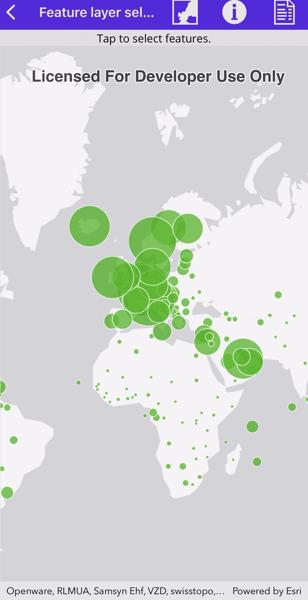 Feature layer sel...
Tap to select features.
Licensed For Developer Use Only
Openware, RLMUA, Samsyn Ehf, VZD, swisstopo,... Powered by Esri